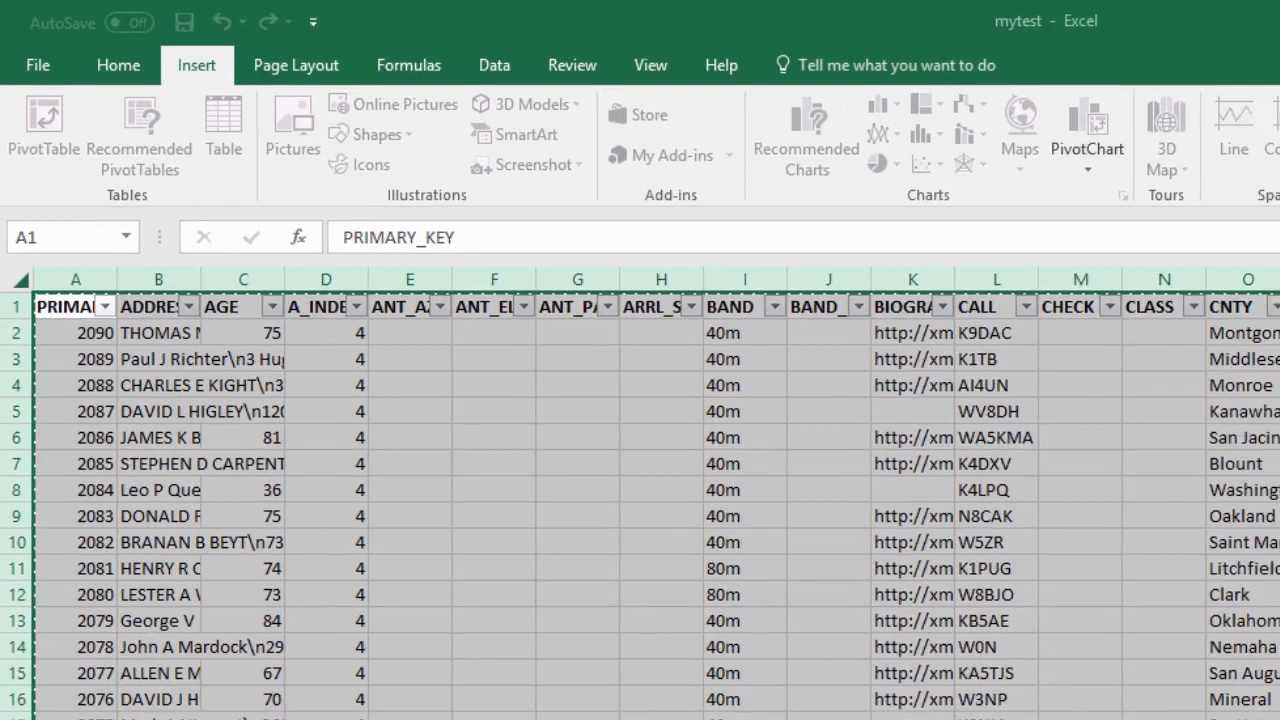 AutoSave Off mytest - Excel
File Home Insert Page Layout Formulas Data Review View Help Tell me what you want to do
PivotTable Recommended PivotTables Table Pictures Online Pictures Shapes Icons 3D Models SmartArt Screenshot Store My Add-ins Recommended Charts Maps PivotChart 3D Map Line
Tables Illustrations Add-ins Charts Tours
A1 fx PRIMARY_KEY
A B C D E F G H I J K L M N O
1 PRIMA ADDRES AGE A_INDE ANT_AZ ANT_EL ANT_PA ARRL_S BAND BAND_ BIOGRA CALL CHECK CLASS CNTY
2 2090 THOMAS 75 4 40m http://xm K9DAC Montgom
3 2089 Paul J Richter\n3 Hug 4 40m http://xm K1TB Middlese
4 2088 CHARLES E KIGHT\n3 4 40m http://xm AI4UN Monroe
5 2087 DAVID L HIGLEY\n120 4 40m WV8DH Kanawha
6 2086 JAMES K B 81 4 40m http://xm WA5KMA San Jacin
7 2085 STEPHEN D CARPENT 4 40m http://xm K4DXV Blount
8 2084 Leo P Que 36 4 40m K4LPQ Washing
9 2083 DONALD F 75 4 40m http://xm N8CAK Oakland
10 2082 BRANAN B BEYT\n73 4 40m http://xm W5ZR Saint Mar
11 2081 HENRY R C 74 4 80m http://xm K1PUG Litchfield
12 2080 LESTER A 73 4 80m http://xm W8BJO Clark
13 2079 George V 84 4 40m http://xm KB5AE Oklahom
14 2078 John A Mardock\n29 4 40m http://xm W0N Nemaha
15 2077 ALLEN E M 67 4 40m http://xm KA5TJS San Augu
16 2076 DAVID J H 70 4 40m http://xm W3NP Mineral